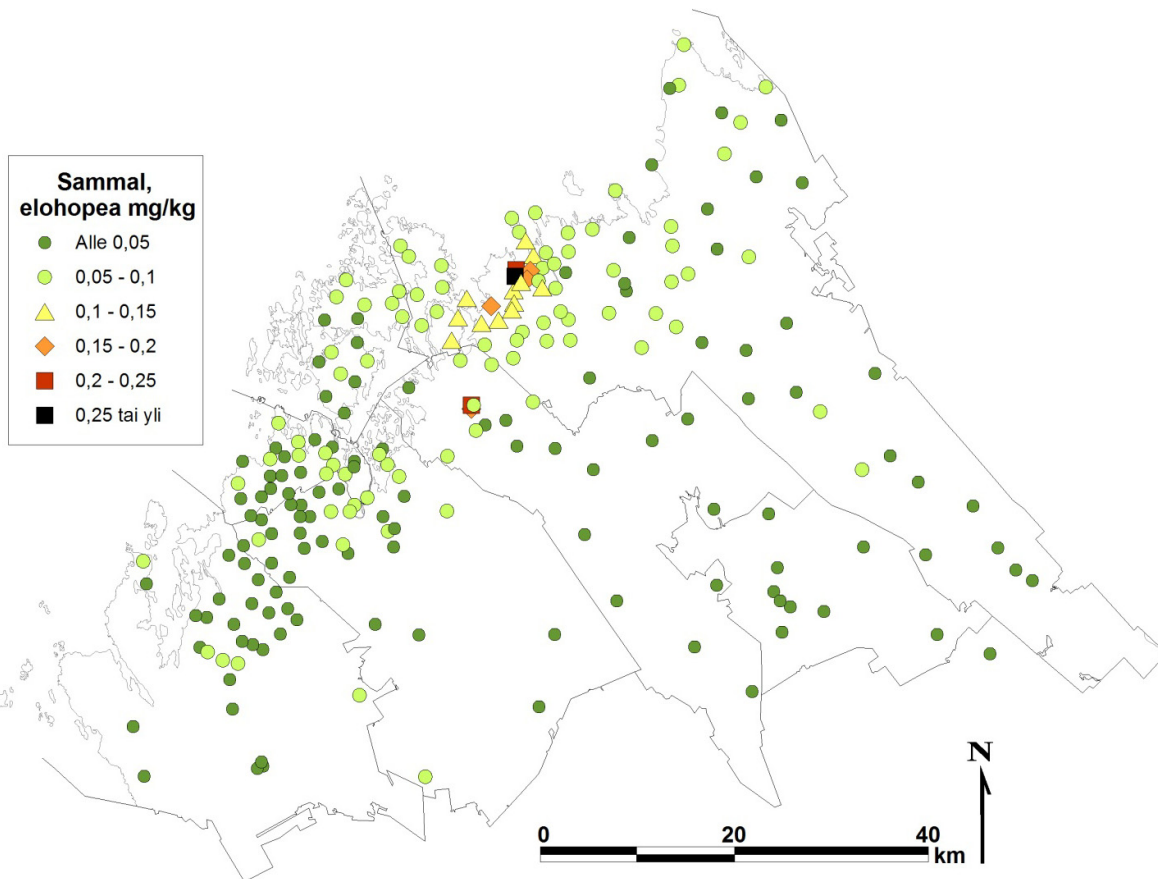 Sammal,
elohopea mg/kg
Alle 0,05
0,05 - 0,1
0,1 - 0,15
0,15 - 0,2
0,2 - 0,25
0,25 tai yli
N
0 20 40
km